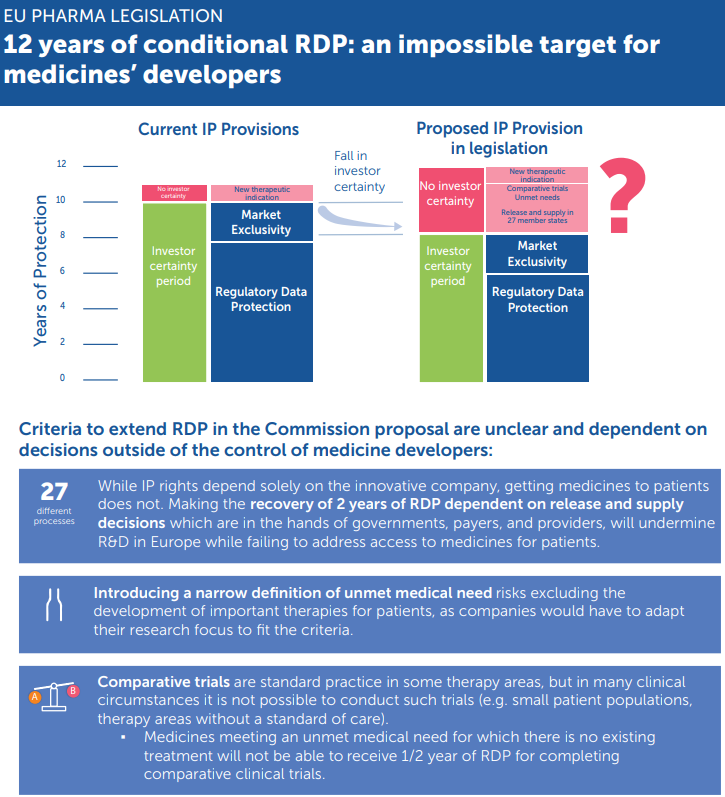 EU PHARMA LEGISLATION
12 years of conditional RDP: an impossible target for
medicines’ developers
Current IP Provisions
Years of Protection
12
10
8
6
4
2
0
No investor
certainty
New therapeutic
indication
Investor
certainty
period
Market
Exclusivity
Regulatory Data
Protection
Fall in
investor
certainty
Proposed IP Provision
in legislation
No investor
certainty
New therapeutic
indication
Comparative trials
Unmet needs
Release and supply in
27 member states
Investor
certainty
period
Market
Exclusivity
Regulatory Data
Protection
?
Criteria to extend RDP in the Commission proposal are unclear and dependent on
decisions outside of the control of medicine developers:
27
different
processes
While IP rights depend solely on the innovative company, getting medicines to patients
does not. Making the recovery of 2 years of RDP dependent on release and supply
decisions which are in the hands of governments, payers, and providers, will undermine
R&D in Europe while failing to address access to medicines for patients.
Introducing a narrow definition of unmet medical need risks excluding the
development of important therapies for patients, as companies would have to adapt
their research focus to fit the criteria.
A
B
Comparative trials are standard practice in some therapy areas, but in many clinical
circumstances it is not possible to conduct such trials (e.g. small patient populations,
therapy areas without a standard of care).
▪ Medicines meeting an unmet medical need for which there is no existing
treatment will not be able to receive 1/2 year of RDP for completing
comparative clinical trials.